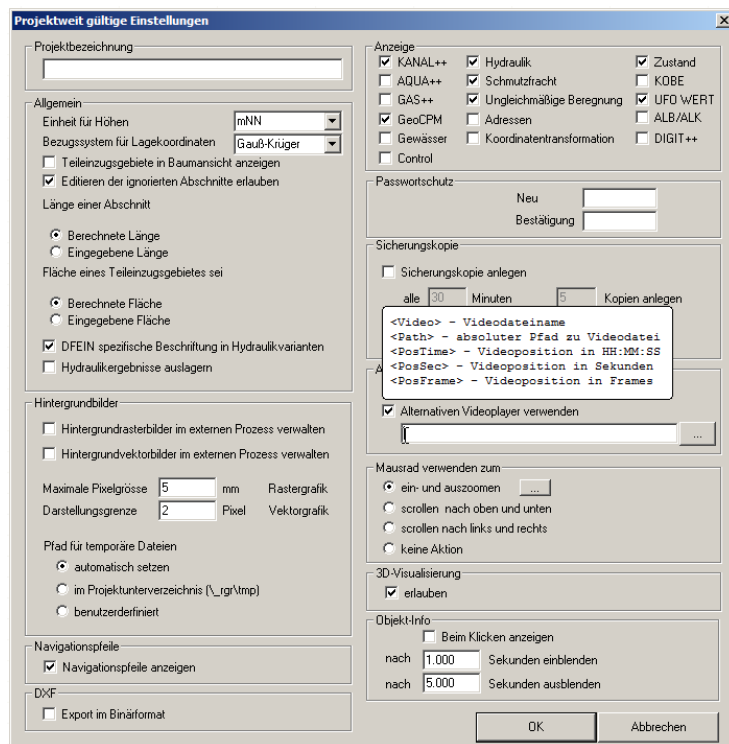 Projektweit gültige Einstellungen
Projektbezeichnung
Allgemein
Einheit für Höhen mNN
Bezugssystem für Lagekoordinaten Gauß-Krüger
Teileinzugsgebiete in Baumansicht anzeigen
Editieren der ignorierten Abschnitte erlauben
Länge einer Abschnitt
Berechnete Länge
Eingegebene Länge
Fläche eines Teileinzugsgebietes sei
Berechnete Fläche
Eingegebene Fläche
DFEIN spezifische Beschriftung in Hydraulikvarianten
Hydraulikergebnisse auslagern
Hintergrundbilder
Hintergrundrasterbilder im externen Prozess verwalten
Hintergrundvektorbilder im externen Prozess verwalten
Maximale Pixelgrösse 5 mm Rastergrafik
Darstellungsgrenze 2 Pixel Vektorgrafik
Pfad für temporäre Dateien
automatisch setzen
im Projektunterverzeichnis (\_rgr\tmp)
benutzerdefiniert
Navigationspfeile
Navigationspfeile anzeigen
DXF
Export im Binärformat
Anzeige
KANAL++ Hydraulik Zustand
AQUA++ Schmutzfracht KOBE
GAS++ Ungleichmäßige Beregnung UFO WERT
GeoCPM Adressen ALB/ALK
Gewässer Koordinatentransformation DIGIT++
Control
Passwortschutz
Neu
Bestätigung
Sicherungskopie
Sicherungskopie anlegen
alle 30 Minuten 5 Kopien anlegen
<Video> - Videodateiname
<Path> - absoluter Pfad zu Videodatei
<PosTime> - Videoposition in HH:MM:SS
<PosSec> - Videoposition in Sekunden
<PosFrame> - Videoposition in Frames
Alternativen Videoplayer verwenden
...
Mausrad verwenden zum
ein- und auszoomen ...
scrollen nach oben und unten
scrollen nach links und rechts
keine Aktion
3D-Visualisierung
erlauben
Objekt-Info
Beim Klicken anzeigen
nach 1.000 Sekunden einblenden
nach 5.000 Sekunden ausblenden
OK Abbrechen